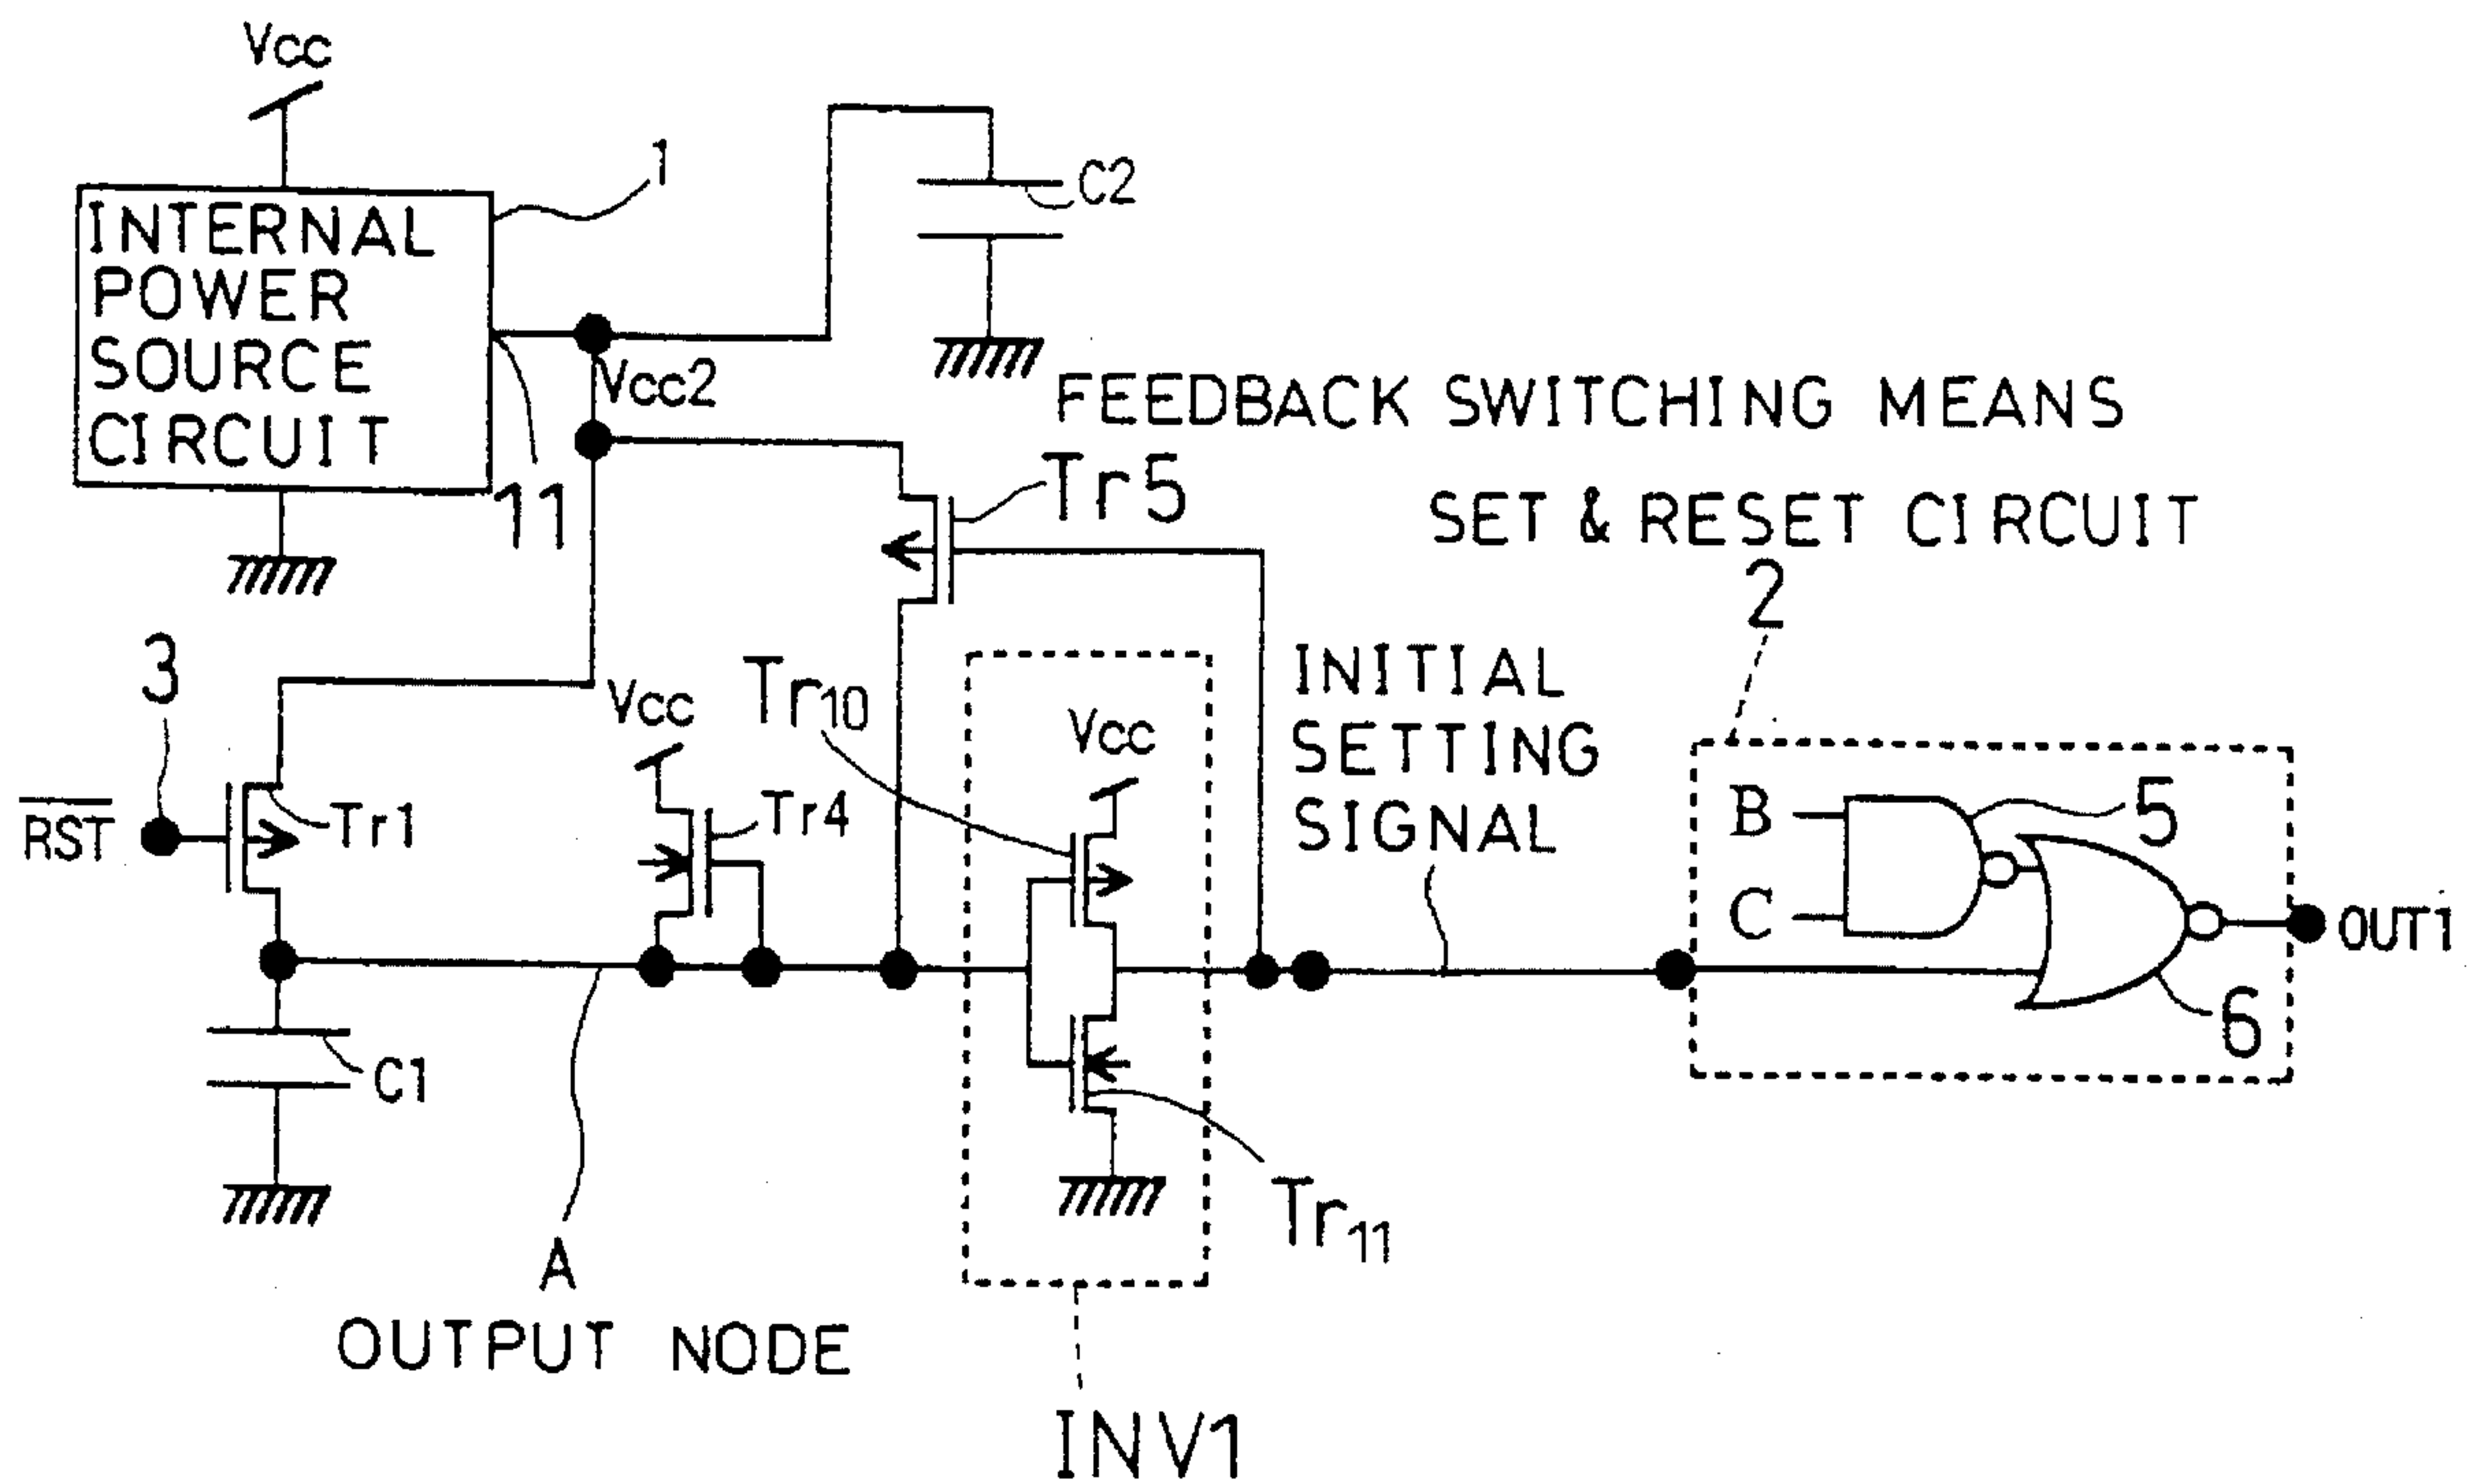 Vcc
1
INTERNAL
POWER
SOURCE
CIRCUIT
C2
Vcc2
11
FEEDBACK SWITCHING MEANS
Tr5
SET & RESET CIRCUIT
2
3
RST
Tr1
Vcc
Tr4
Tr10
Vcc
INITIAL
SETTING
SIGNAL
B
C
5
6
OUT1
C1
A
OUTPUT NODE
Tr11
INV1